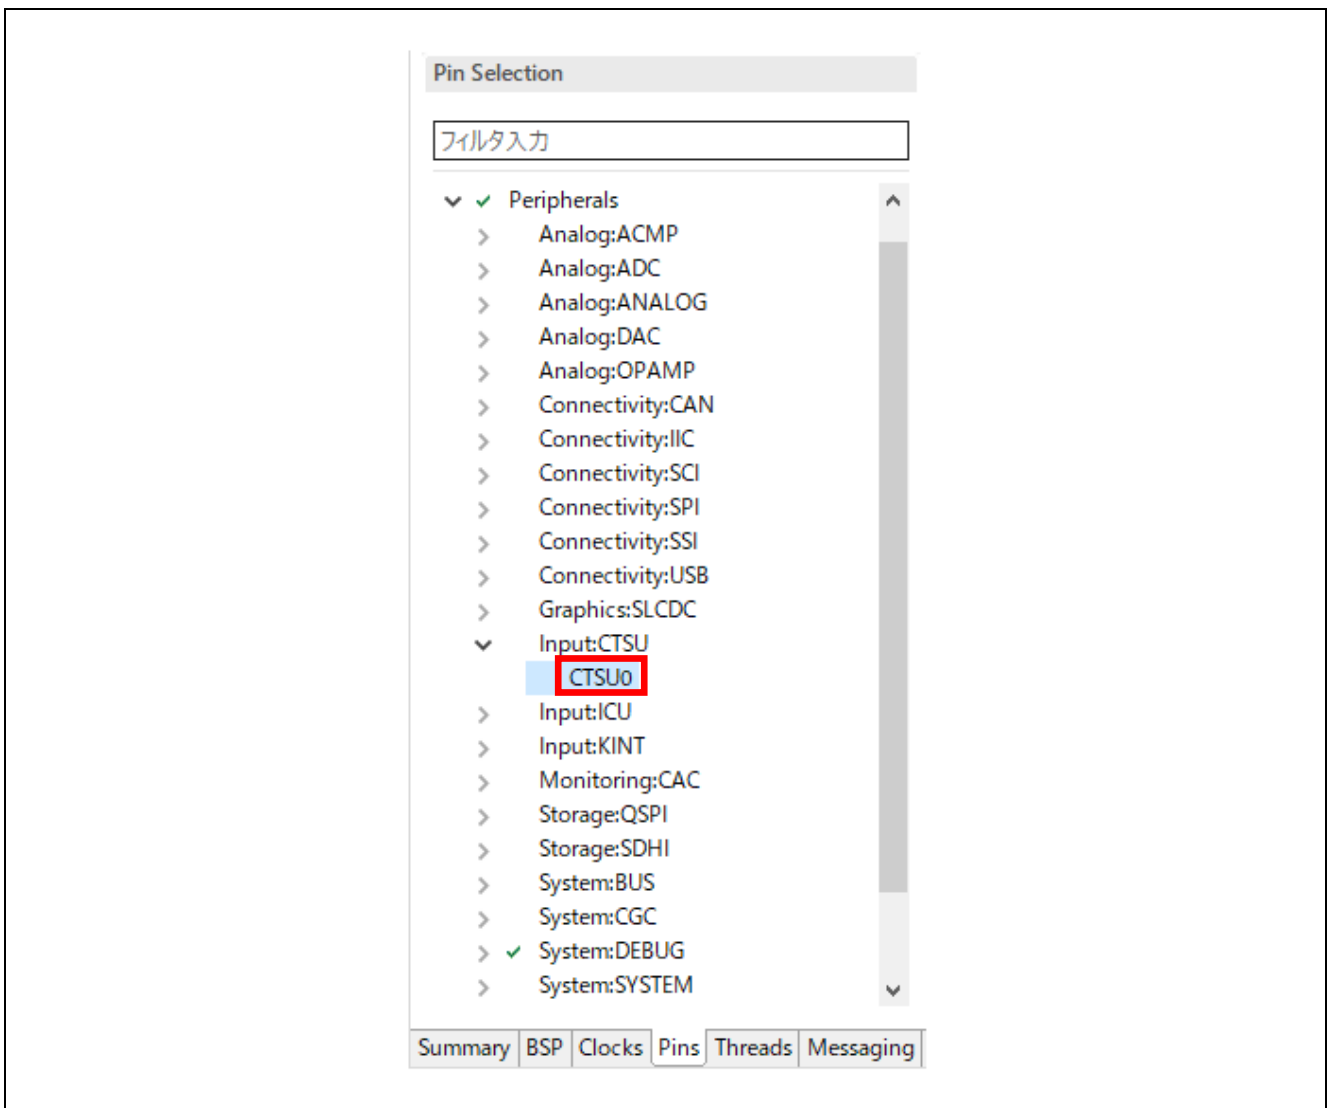 Pin Selection
フィルタ入力
Peripherals
Analog:ACMP
Analog:ADC
Analog:ANALOG
Analog:DAC
Analog:OPAMP
Connectivity:CAN
Connectivity:IIC
Connectivity:SCI
Connectivity:SPI
Connectivity:SSI
Connectivity:USB
Graphics:SLCDC
Input:CTSU
CTSU0
Input:ICU
Input:KINT
Monitoring:CAC
Storage:QSPI
Storage:SDHI
System:BUS
System:CGC
System:DEBUG
System:SYSTEM
Summary BSP Clocks Pins Threads Messaging